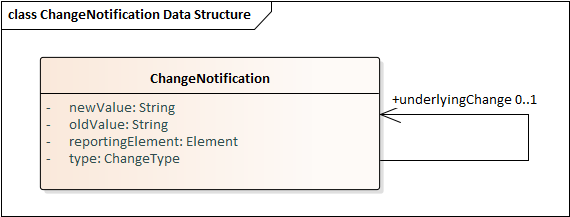 class ChangeNotification Data Structure
ChangeNotification
- newValue: String
- oldValue: String
- reportingElement: Element
- type: ChangeType
+underlyingChange 0..1